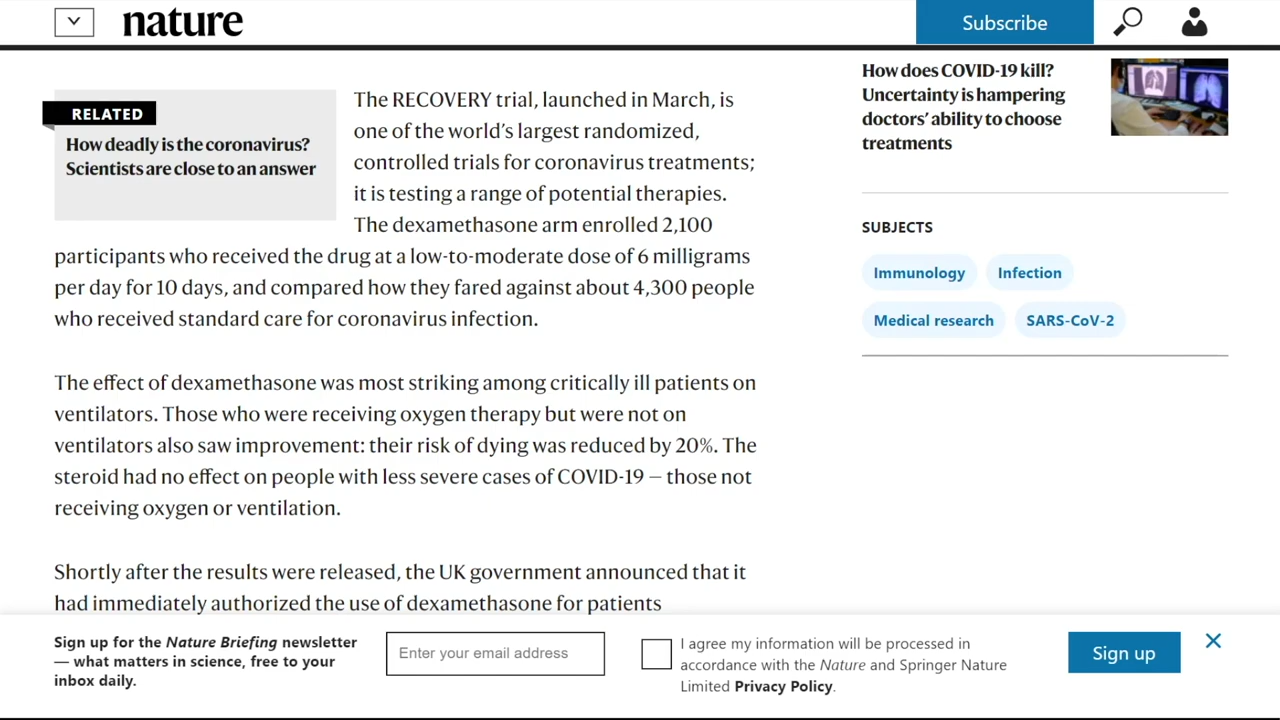 nature
Subscribe
RELATED
How deadly is the coronavirus?
Scientists are close to an answer
The RECOVERY trial, launched in March, is
one of the world's largest randomized,
controlled trials for coronavirus treatments;
it is testing a range of potential therapies.
The dexamethasone arm enrolled 2,100
participants who received the drug at a low-to-moderate dose of 6 milligrams
per day for 10 days, and compared how they fared against about 4,300 people
who received standard care for coronavirus infection.
The effect of dexamethasone was most striking among critically ill patients on
ventilators. Those who were receiving oxygen therapy but were not on
ventilators also saw improvement: their risk of dying was reduced by 20%. The
steroid had no effect on people with less severe cases of COVID-19 — those not
receiving oxygen or ventilation.
Shortly after the results were released, the UK government announced that it
had immediately authorized the use of dexamethasone for patients
How does COVID-19 kill?
Uncertainty is hampering
doctors' ability to choose
treatments
SUBJECTS
Immunology
Infection
Medical research
SARS-CoV-2
Sign up for the Nature Briefing newsletter
— what matters in science, free to your
inbox daily.
Enter your email address
I agree my information will be processed in
accordance with the Nature and Springer Nature
Limited Privacy Policy.
Sign up